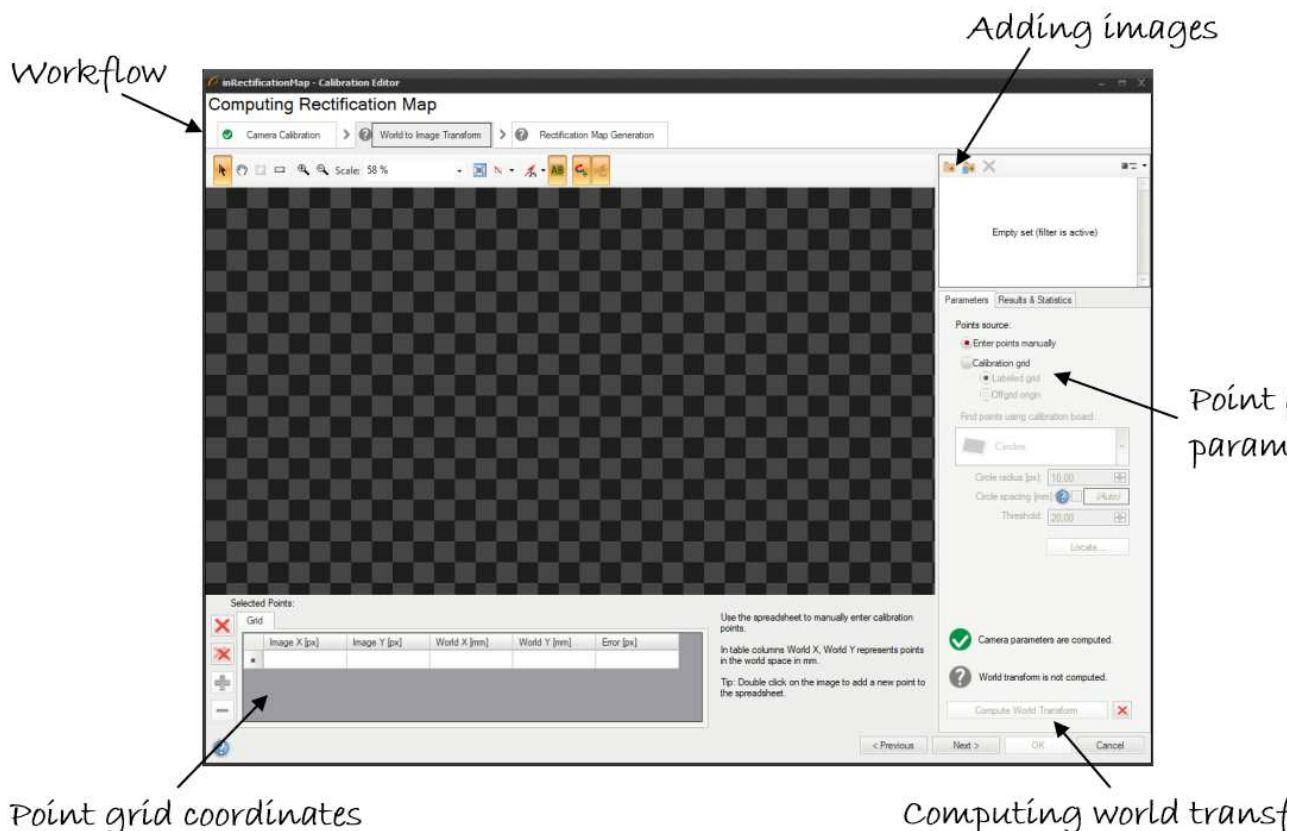 Adding images
Workflow
inRectificationMap - Calibration Editor
Computing Rectification Map
Camera Calibration > World to Image Transform > Rectification Map Generation
Scale: 58 %
AB
Empty set (filter is active)
Parameters Results & Statistics
Points source:
Enter points manually
Calibration grid
Labeled grid
Offgrid origin
Point
param
Find points using calibration board:
Circles
Circle radius [px]: 10,00
Circle spacing [mm] (Auto)
Threshold: 20,00
Locate ...
Selected Points:
Grid
Image X [px] Image Y [px] World X [mm] World Y [mm] Error [px]
Use the spreadsheet to manually enter calibration
points.
In table columns World X, World Y represents points
in the world space in mm.
Tip: Double click on the image to add a new point to
the spreadsheet.
Camera parameters are computed.
World transform is not computed.
Compute World Transform
< Previous Next > OK Cancel
Point grid coordinates
Computing world transf